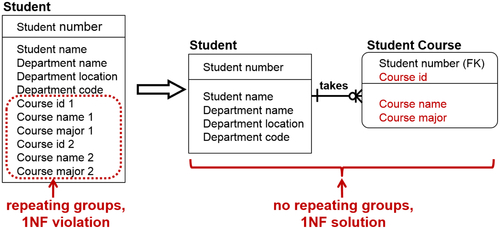 Student
Student number
Student name
Department name
Department location
Department code
Course id 1
Course name 1
Course major 1
Course id 2
Course name 2
Course major 2
repeating groups,
1NF violation
Student
Student number
Student name
Department name
Department location
Department code
takes
Student Course
Student number (FK)
Course id
Course name
Course major
no repeating groups,
1NF solution